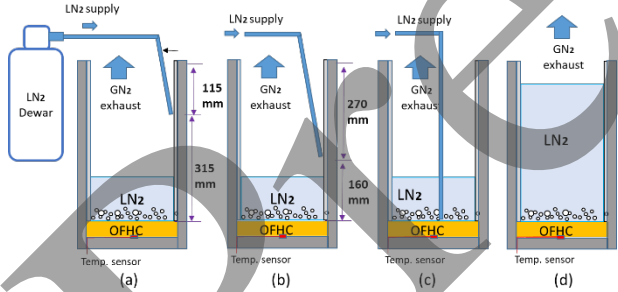 LN2 supply
LN2
Dewar
GN2
exhaust
115
mm
315
mm
LN2
OFHC
Temp. sensor
(a)
LN2 supply
GN2
exhaust
270
mm
160
mm
LN2
OFHC
Temp. sensor
(b)
LN2 supply
GN2
exhaust
LN2
OFHC
Temp. sensor
(c)
GN2
exhaust
LN2
OFHC
Temp. sensor
(d)